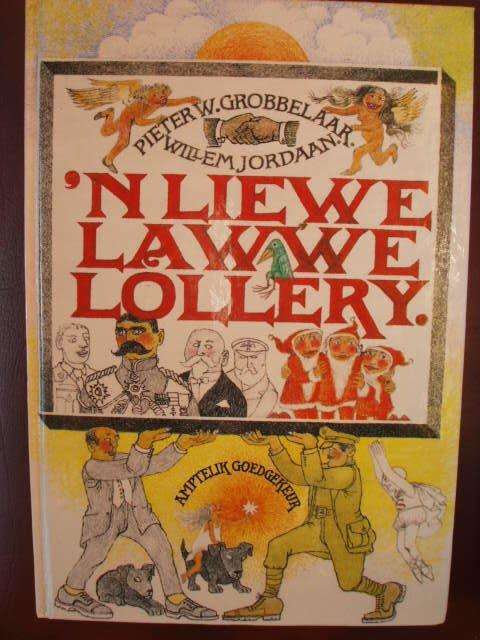 PIETER W. GROBBELAAR.
WILLEM JORDAAN.
'N LIEWE
LAWWE
LOLLERY.
AMPTELIK GOEDGEKEUR